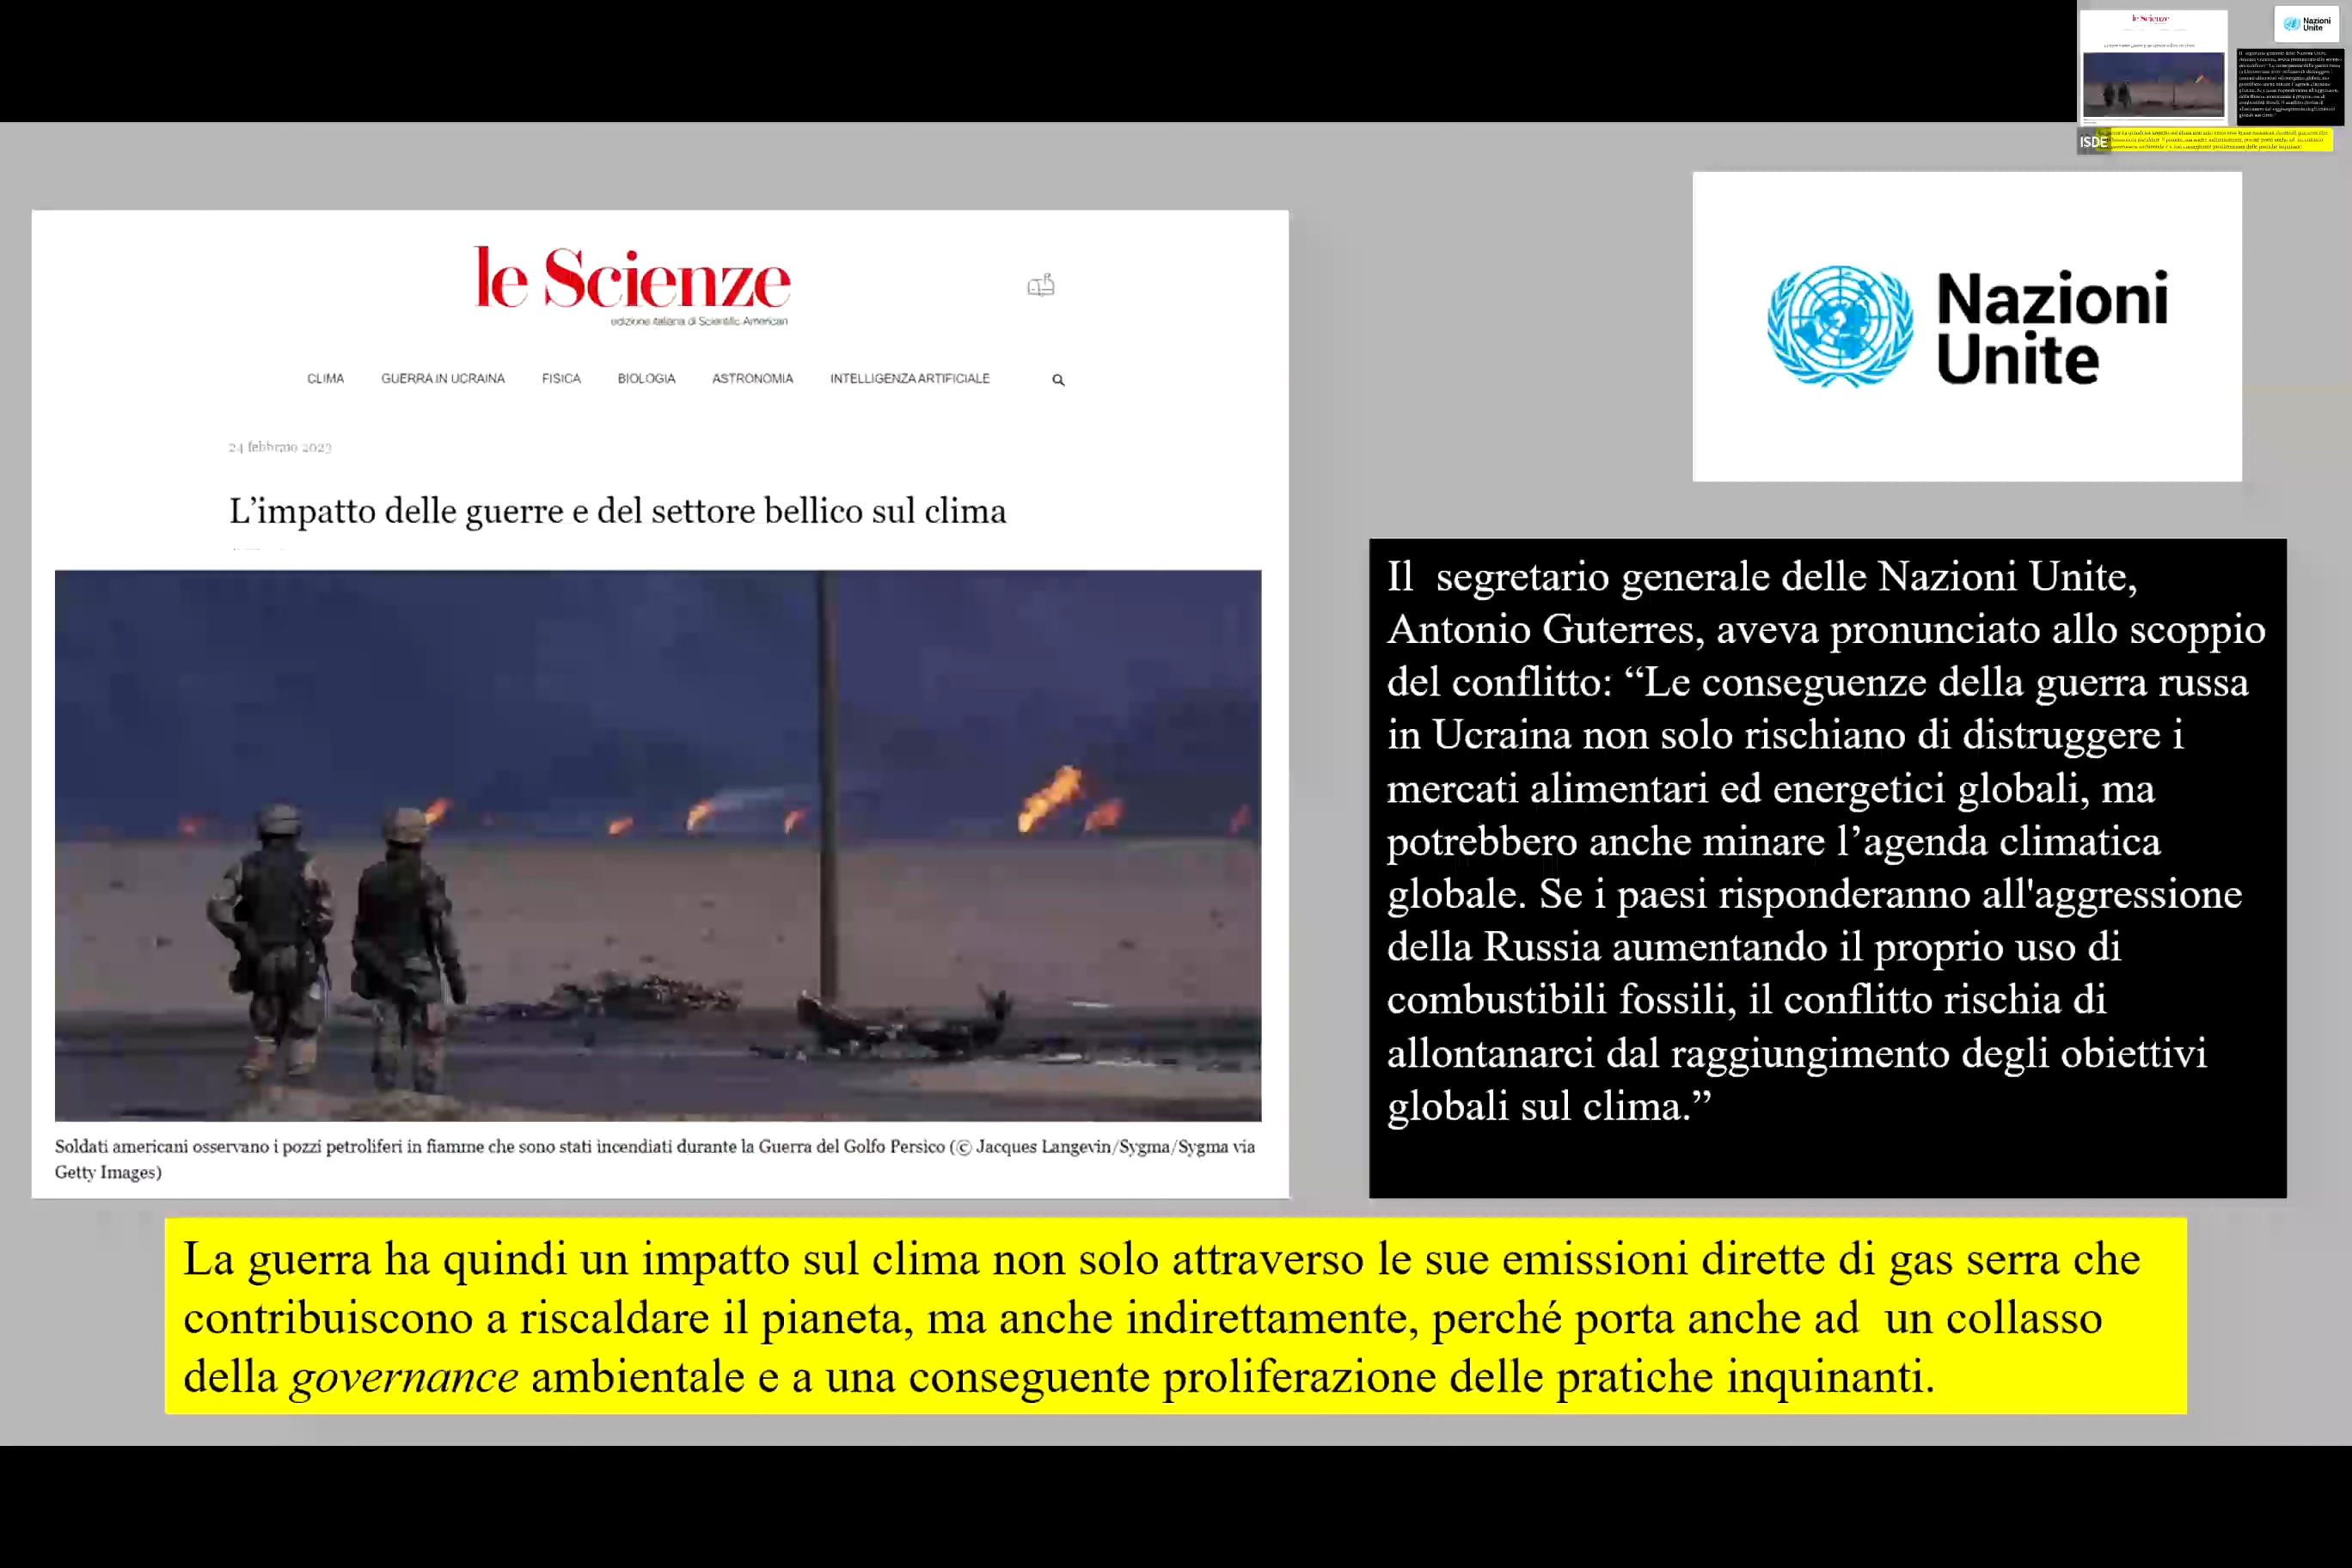 le Scienze
edizione italiana di Scientific American
CLIMA GUERRA IN UCRAINA FISICA BIOLOGIA ASTRONOMIA INTELLIGENZA ARTIFICIALE
24 febbraio 2023
L’impatto delle guerre e del settore bellico sul clima
Soldati americani osservano i pozzi petroliferi in fiamme che sono stati incendiati durante la Guerra del Golfo Persico (© Jacques Langevin/Sygma/Sygma via
Getty Images)
Nazioni
Unite
Il segretario generale delle Nazioni Unite,
Antonio Guterres, aveva pronunciato allo scoppio
del conflitto: “Le conseguenze della guerra russa
in Ucraina non solo rischiano di distruggere i
mercati alimentari ed energetici globali, ma
potrebbero anche minare l’agenda climatica
globale. Se i paesi risponderanno all'aggressione
della Russia aumentando il proprio uso di
combustibili fossili, il conflitto rischia di
allontanarci dal raggiungimento degli obiettivi
globali sul clima.”
La guerra ha quindi un impatto sul clima non solo attraverso le sue emissioni dirette di gas serra che
contribuiscono a riscaldare il pianeta, ma anche indirettamente, perché porta anche ad un collasso
della governance ambientale e a una conseguente proliferazione delle pratiche inquinanti.
le Scienze
Nazioni
Unite
ISDE